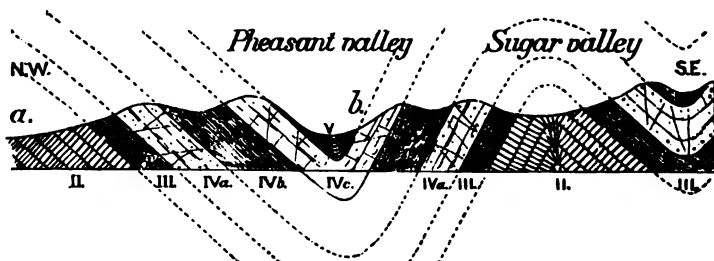 Pheasant valley Sugar valley
N.W. S.E.
a. b.
V
II. III. IVa. IVb. IVc. IVa. III. II. III.